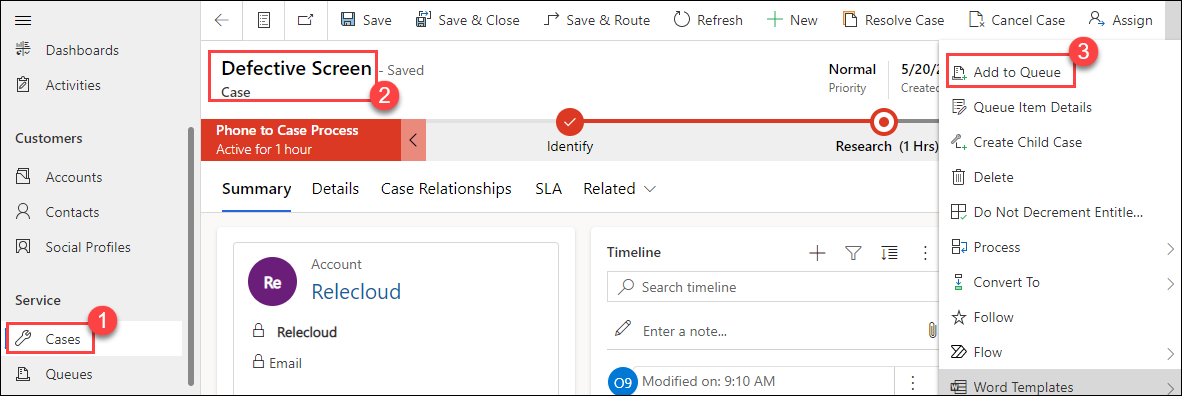 Save
Save & Close
Save & Route
Refresh
New
Resolve Case
Cancel Case
Assign
Dashboards
Activities
Customers
Accounts
Contacts
Social Profiles
Service
1
Cases
Queues
Defective Screen - Saved
Case
2
Normal
Priority
5/20/2
Created
Phone to Case Process
Active for 1 hour
Identify
Research (1 Hrs)
Summary
Details
Case Relationships
SLA
Related
Re
Account
Relecloud
Relecloud
Email
Timeline
Search timeline
Enter a note...
O9
Modified on: 9:10 AM
3
Add to Queue
Queue Item Details
Create Child Case
Delete
Do Not Decrement Entitle...
Process
Convert To
Follow
Flow
Word Templates